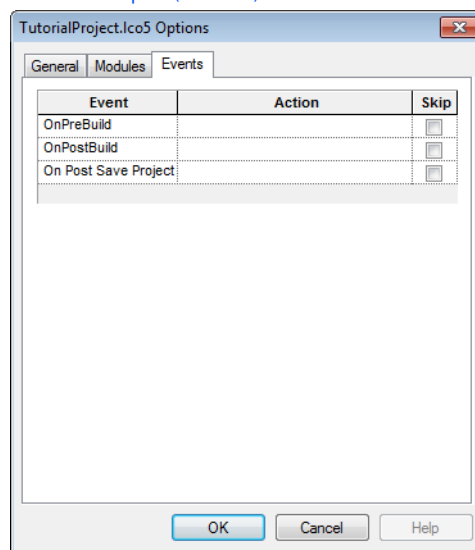 TutorialProject.lco5 Options
General Modules Events
Event Action Skip
OnPreBuild
OnPostBuild
On Post Save Project
OK Cancel Help